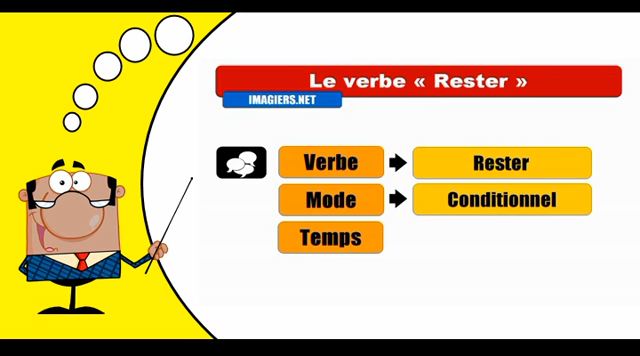 Le verbe « Rester »
IMAGIERS.NET
Verbe Rester
Mode Conditionnel
Temps